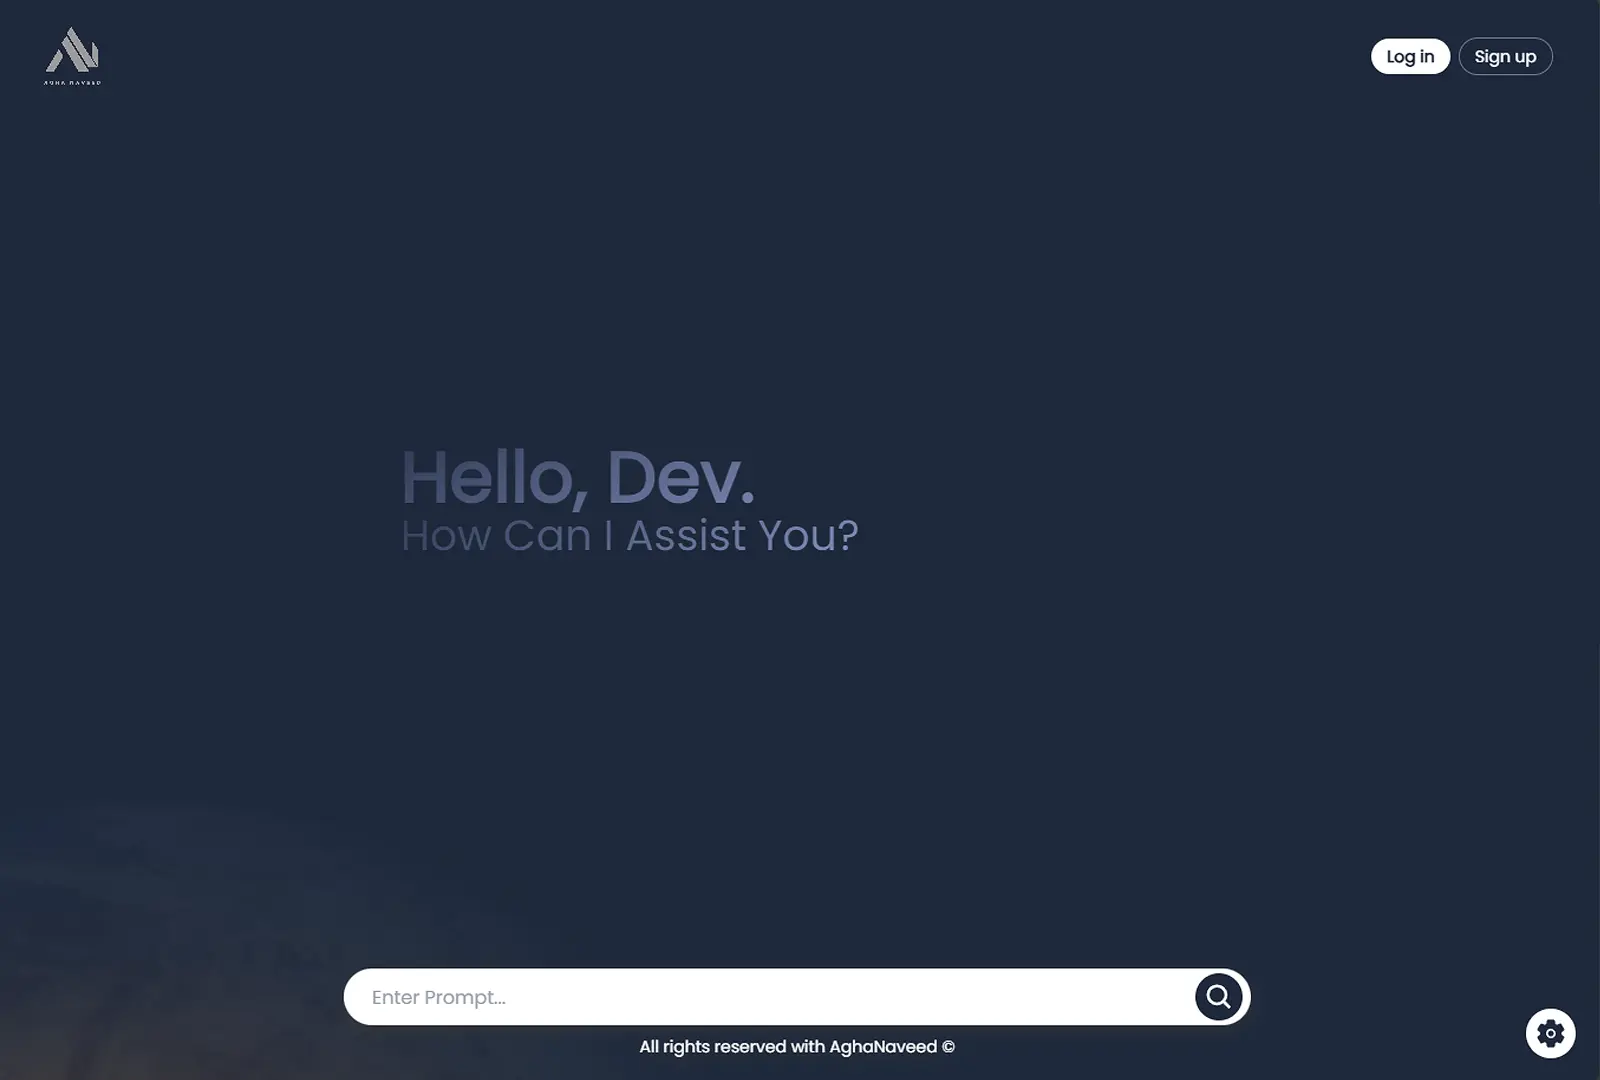 AGHA NAVEED
Log in
Sign up
Hello, Dev.
How Can I Assist You?
Enter Prompt...
All rights reserved with AghaNaveed ©